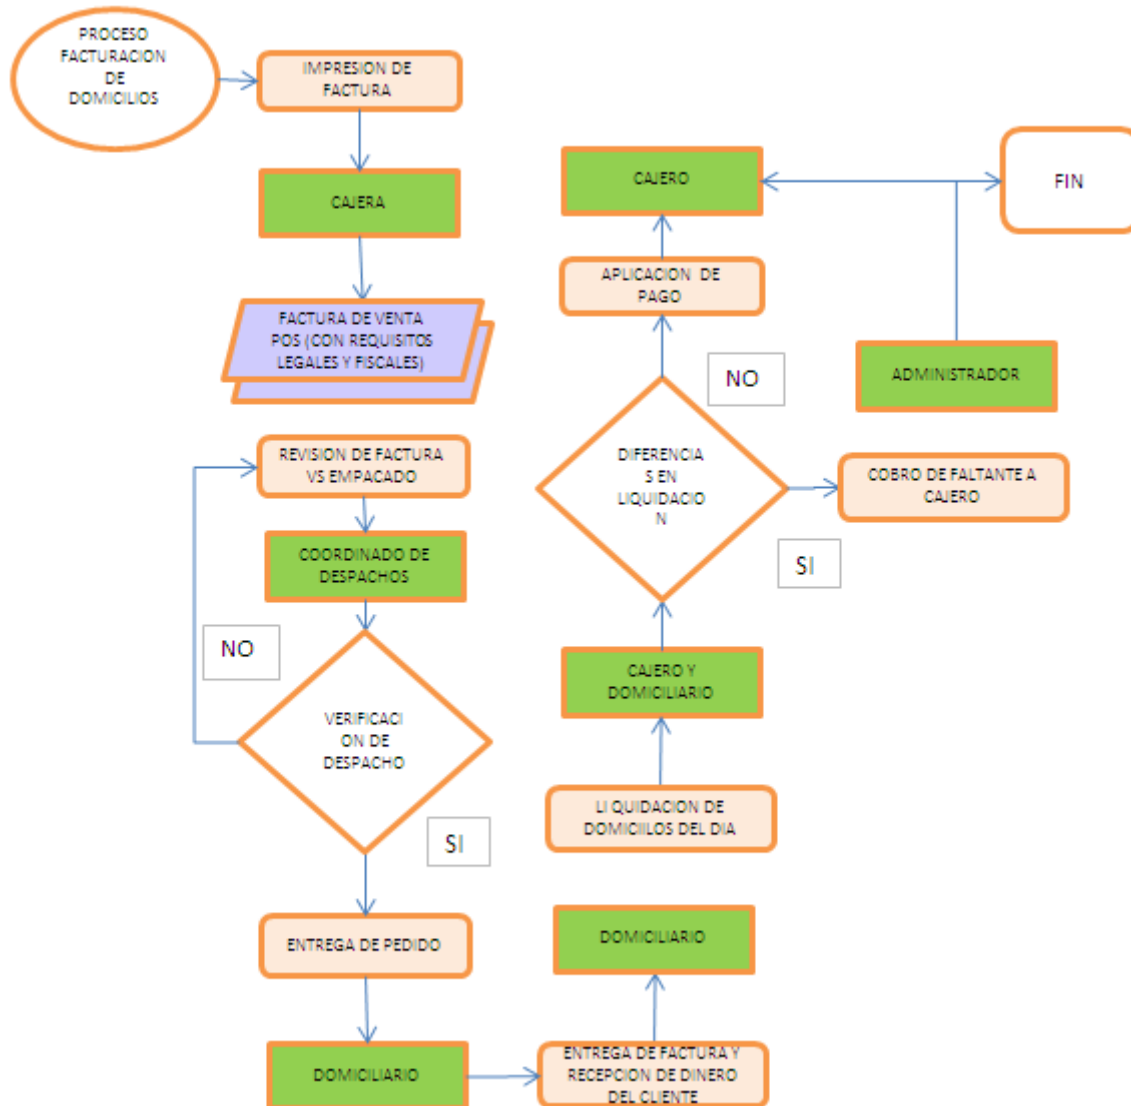 PROCESO
FACTURACION
DE
DOMICILIOS
IMPRESION DE
FACTURA
CAJERA
FACTURA DE VENTA
POS (CON REQUISITOS
LEGALES Y FISCALES)
REVISION DE FACTURA
VS EMPACADO
COORDINADO DE
DESPACHOS
NO
VERIFICACI
ON DE
DESPACHO
SI
ENTREGA DE PEDIDO
DOMICILIARIO
ENTREGA DE FACTURA Y
RECEPCION DE DINERO
DEL CLIENTE
DOMICILIARIO
LI QUIDACION DE
DOMICIILOS DEL DIA
CAJERO Y
DOMICILIARIO
DIFERENCIA
S EN
LIQUIDACIO
N
SI
COBRO DE FALTANTE A
CAJERO
NO
APLICACION DE
PAGO
CAJERO
ADMINISTRADOR
FIN